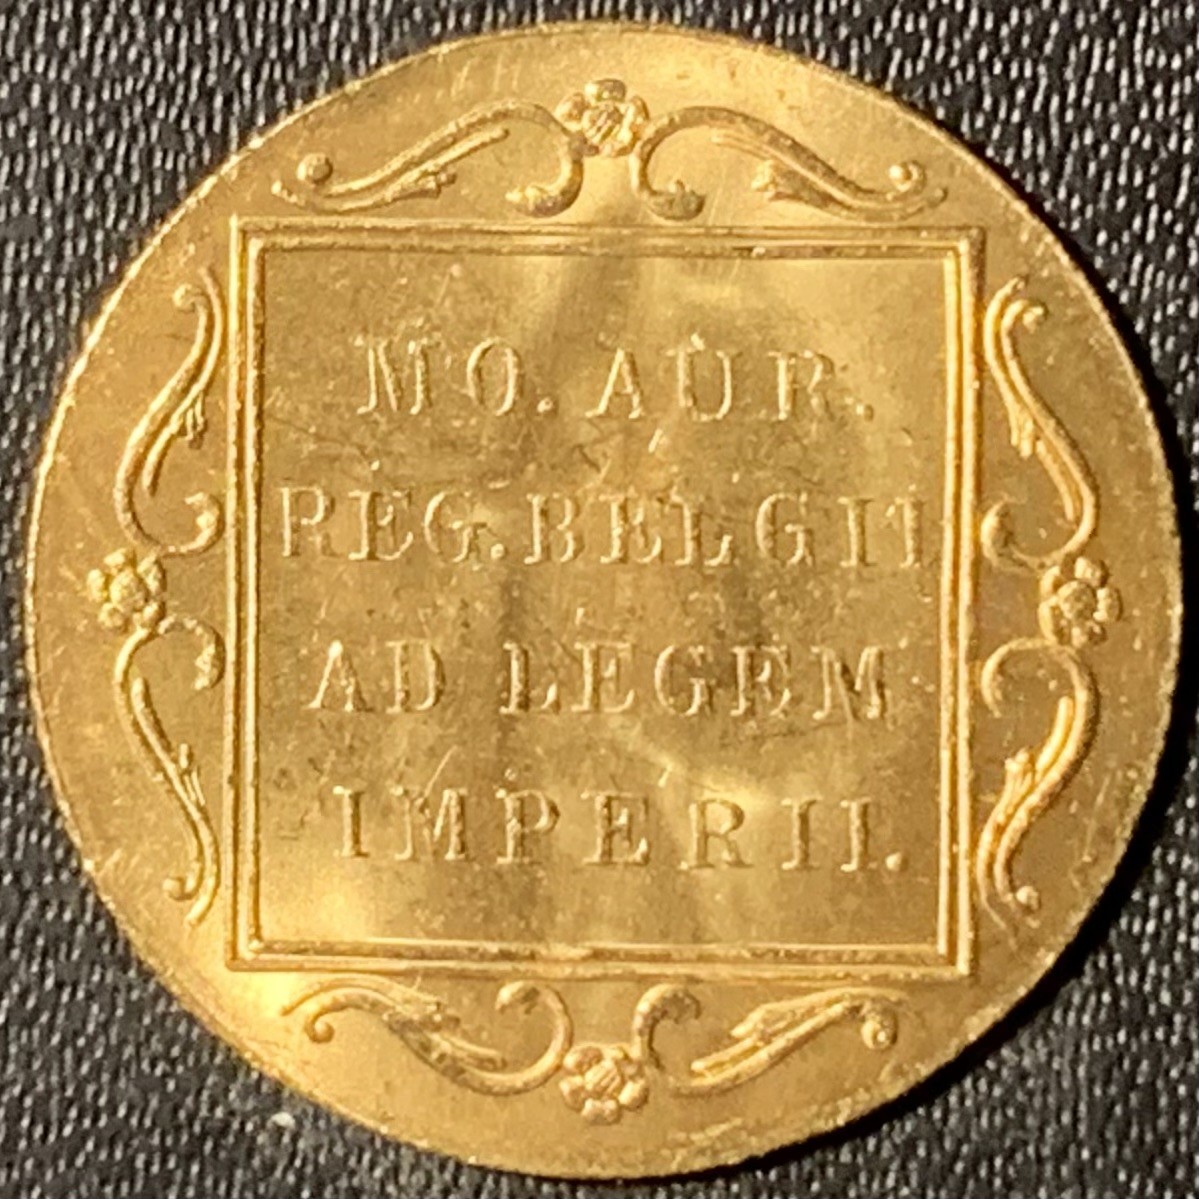 MO. AUR.
REG. BELGII
AD LEGEM
IMPERII.